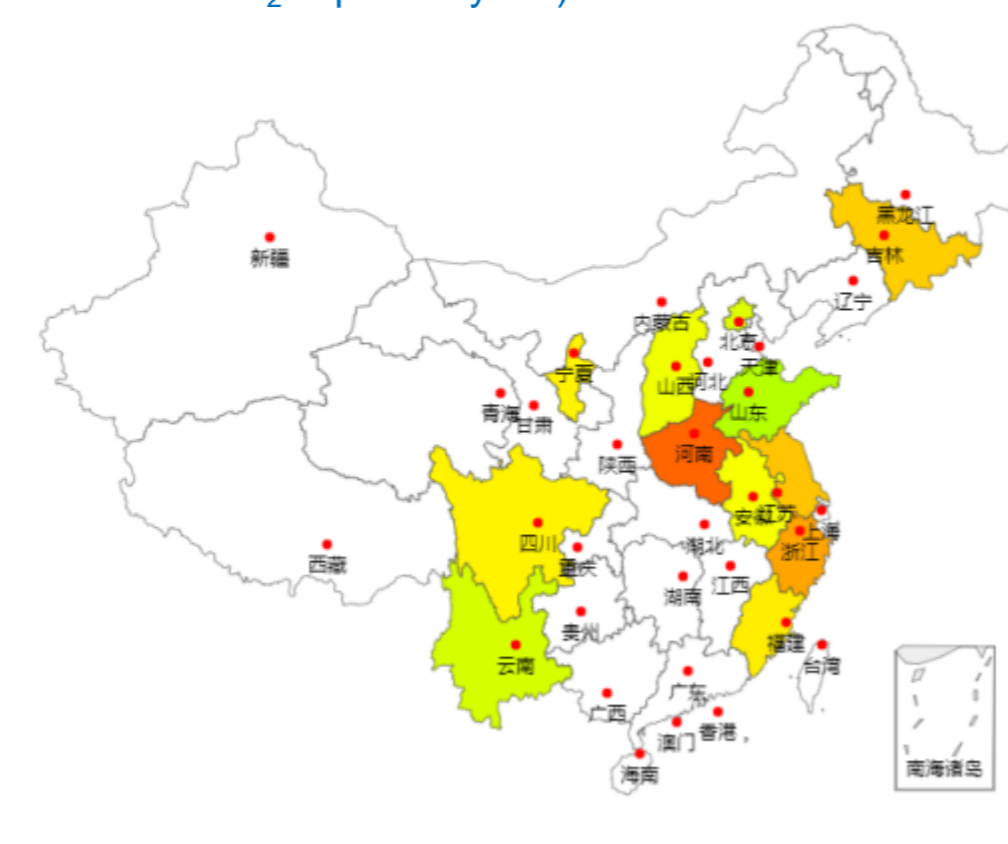 黑龙江
吉林
新疆
辽宁
内蒙古
北京
天津
宁夏
山西
河北
青海
甘肃
山东
陕西
河南
安徽
江苏
上海
四川
浙江
湖北
西藏
重庆
江西
湖南
贵州
福建
云南
台湾
广东
广西
香港
澳门
海南
南海诸岛